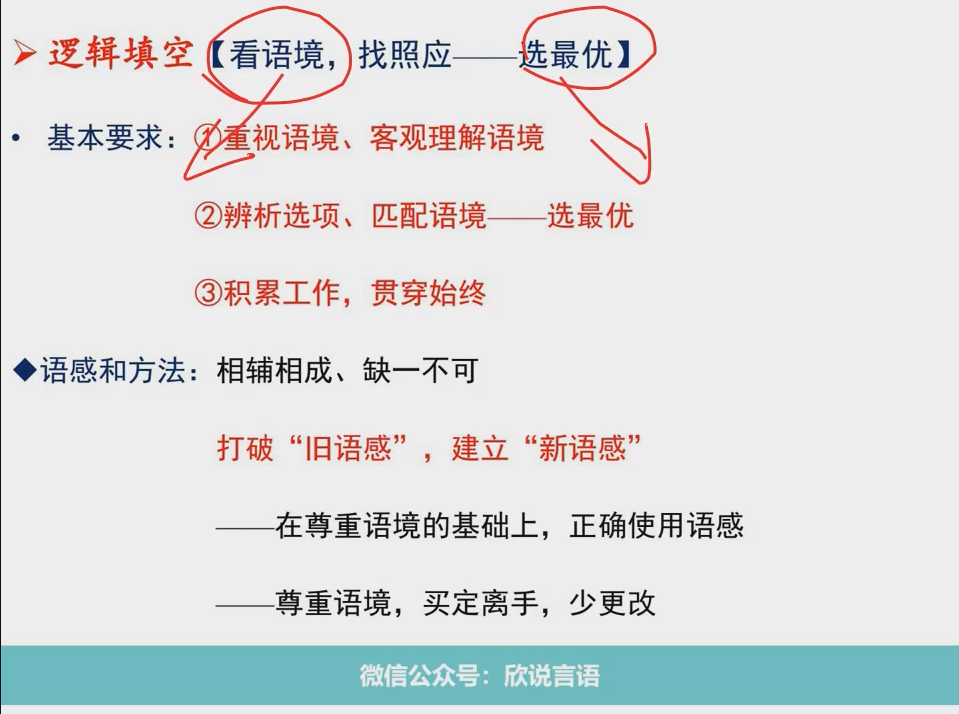 ➢ 逻辑填空【看语境，找照应——选最优】
• 基本要求：①重视语境、客观理解语境
②辨析选项、匹配语境——选最优
③积累工作，贯穿始终
◆语感和方法：相辅相成、缺一不可
打破“旧语感”，建立“新语感”
——在尊重语境的基础上，正确使用语感
——尊重语境，买定离手，少更改
微信公众号：欣说言语